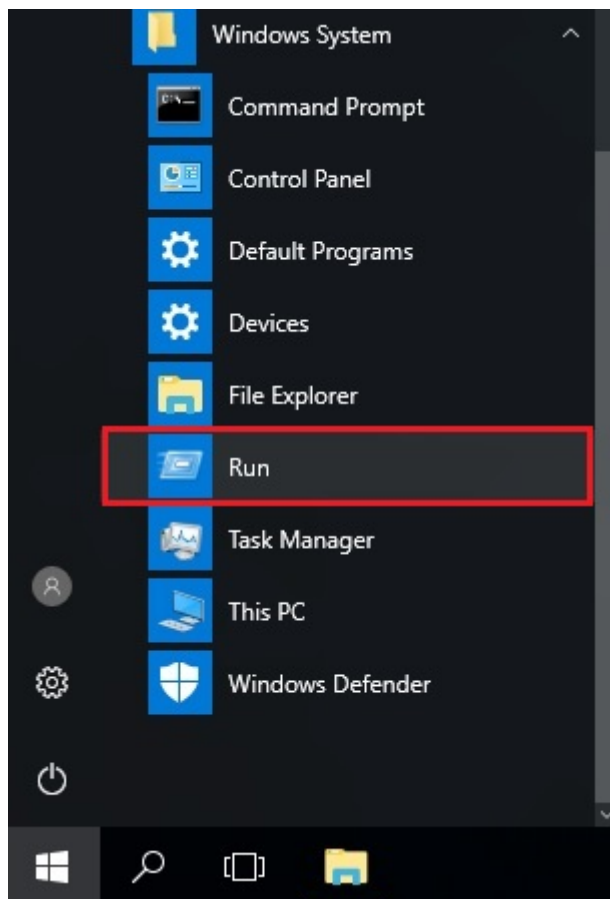 Windows System
Command Prompt
Control Panel
Default Programs
Devices
File Explorer
Run
Task Manager
This PC
Windows Defender